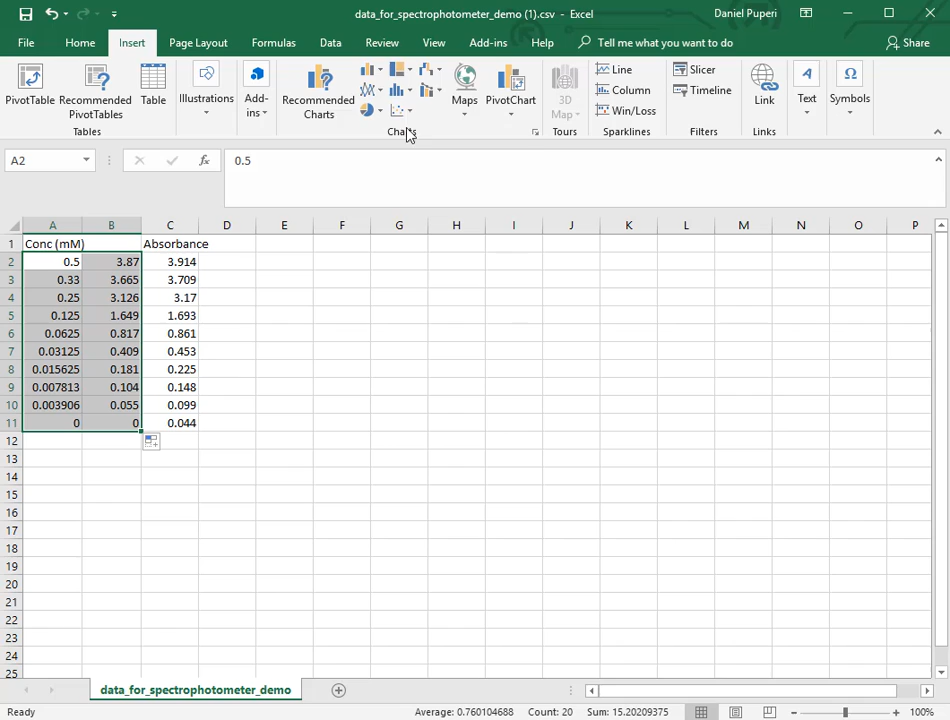 data_for_spectrophotometer_demo (1).csv - Excel
Daniel Puperi
File Home Insert Page Layout Formulas Data Review View Add-ins Help Tell me what you want to do Share
PivotTable
Recommended PivotTables
Table
Illustrations
Add-ins
Recommended Charts
Maps
PivotChart
3D Map
Line
Column
Win/Loss
Slicer
Timeline
Link
Text
Symbols
Tables Charts Tours Sparklines Filters Links
A2 fx 0.5
A B C D E F G H I J K L M N O P
1 Conc (mM) Absorbance
2 0.5 3.87 3.914
3 0.33 3.665 3.709
4 0.25 3.126 3.17
5 0.125 1.649 1.693
6 0.0625 0.817 0.861
7 0.03125 0.409 0.453
8 0.015625 0.181 0.225
9 0.007813 0.104 0.148
10 0.003906 0.055 0.099
11 0 0 0.044
12
13
14
15
16
17
18
19
20
21
22
23
24
25
data_for_spectrophotometer_demo
Ready Average: 0.760104688 Count: 20 Sum: 15.20209375 100%